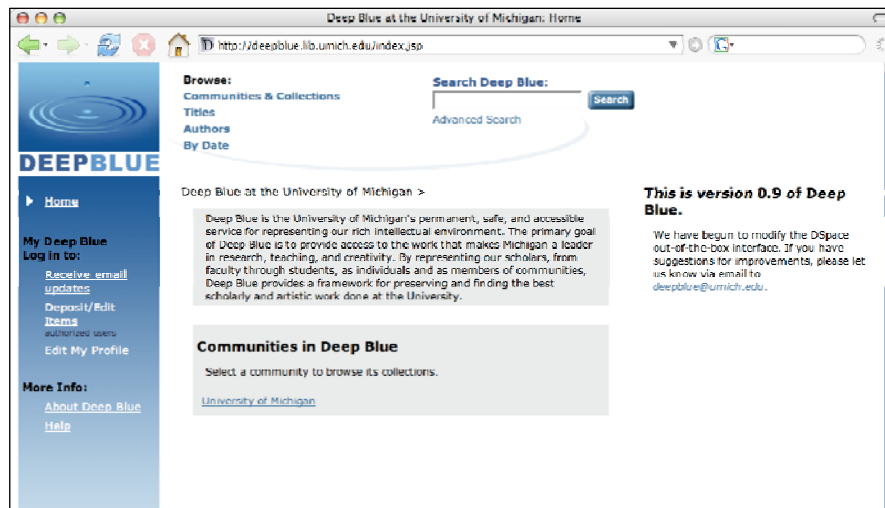 Deep Blue at the University of Michigan: Home
http://deepblue.lib.umich.edu/index.jsp
DEEPBLUE
Home
My Deep Blue
Log in to:
Receive email
updates
Deposit/Edit
Items
authorized users
Edit My Profile
More Info:
About Deep Blue
Help
Browse:
Communities & Collections
Titles
Authors
By Date
Search Deep Blue:
Search
Advanced Search
Deep Blue at the University of Michigan >
Deep Blue is the University of Michigan's permanent, safe, and accessible
service for representing our rich intellectual environment. The primary goal
of Deep Blue is to provide access to the work that makes Michigan a leader
in research, teaching, and creativity. By representing our scholars, from
faculty through students, as individuals and as members of communities,
Deep Blue provides a framework for preserving and finding the best
scholarly and artistic work done at the University.
Communities in Deep Blue
Select a community to browse its collections.
University of Michigan
This is version 0.9 of Deep
Blue.
We have begun to modify the DSpace
out-of-the-box interface. If you have
suggestions for improvements, please let
us know via email to
deepblue@umich.edu.